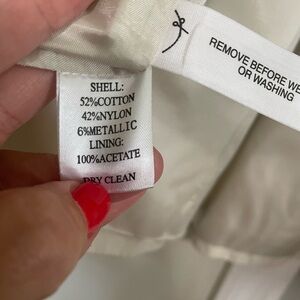 SHELL:
52%COTTON
42%NYLON
6%METALLIC
LINING:
100%ACETATE
DRY CLEAN
REMOVE BEFORE WE
OR WASHING